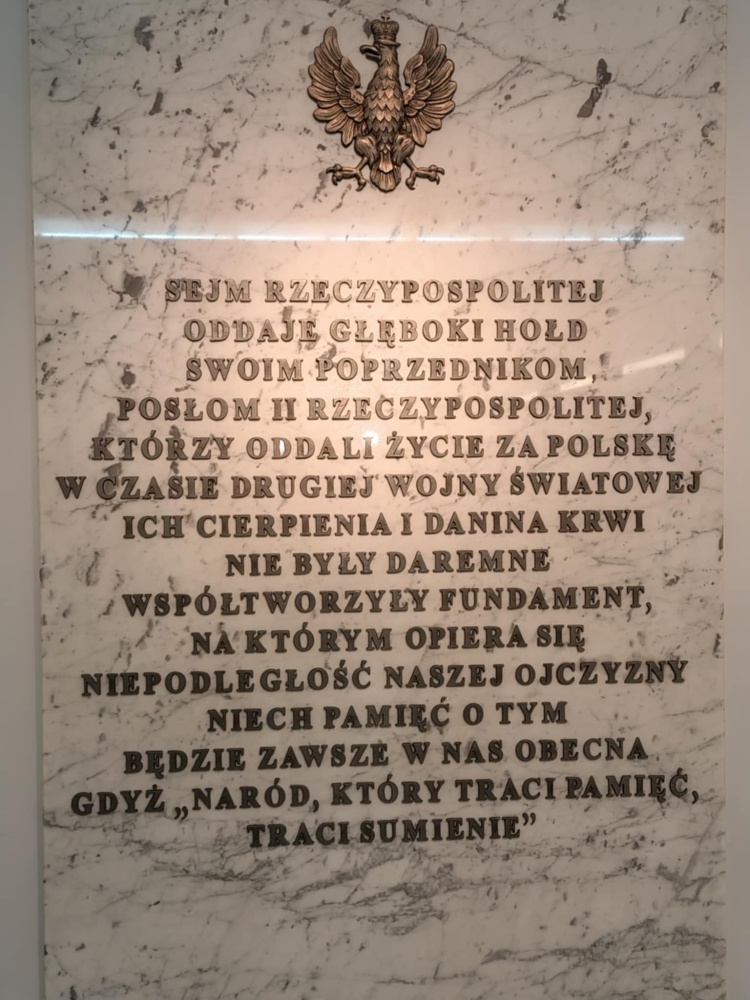 SEJM RZECZYPOSPOLITEJ
ODDAJE GŁĘBOKI HOŁD
SWOIM POPRZEDNIKOM,
POSŁOM II RZECZYPOSPOLITEJ,
KTÓRZY ODDALI ŻYCIE ZA POLSKĘ
W CZASIE DRUGIEJ WOJNY ŚWIATOWEJ
ICH CIERPIENIA I DANINA KRWI
NIE BYŁY DAREMNE
WSPÓŁTWORZYŁY FUNDAMENT,
NA KTÓRYM OPIERA SIĘ
NIEPODLEGŁOŚĆ NASZEJ OJCZYZNY
NIECH PAMIĘĆ O TYM
BĘDZIE ZAWSZE W NAS OBECNA
GDYŻ „NARÓD, KTÓRY TRACI PAMIĘĆ,
TRACI SUMIENIE”